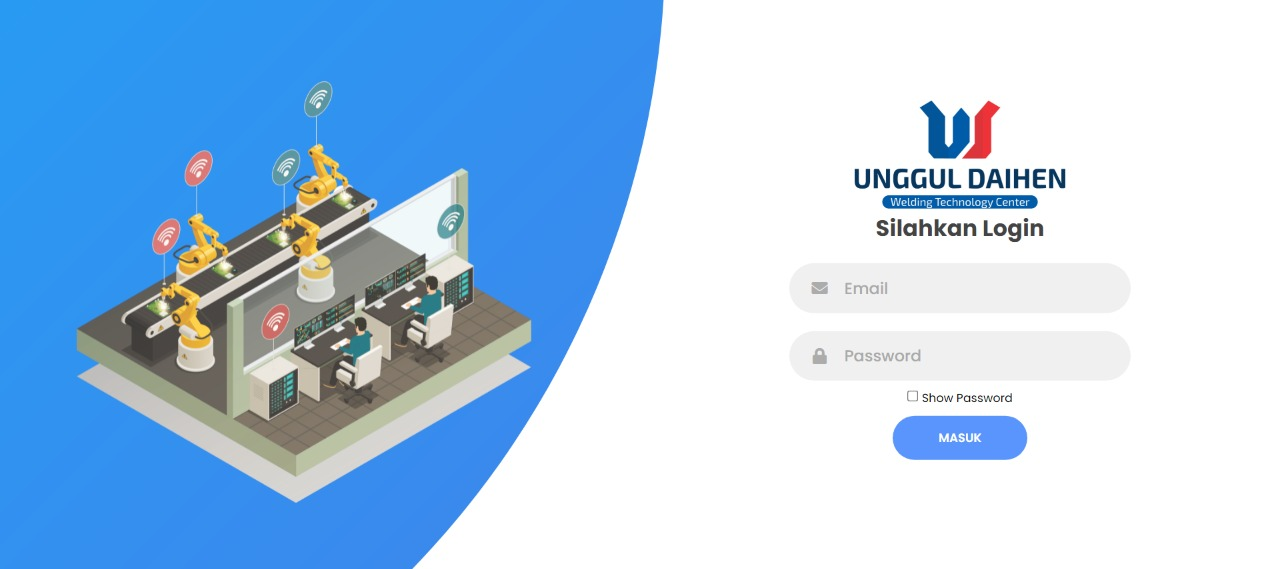 UNGGUL DAIHEN
Welding Technology Center
Silahkan Login
Email
Password
Show Password
MASUK